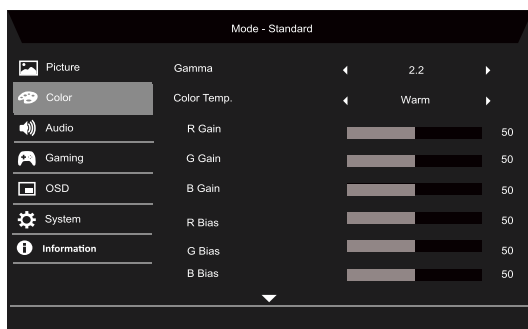 Mode - Standard
Picture
Gamma 2.2
Color
Color Temp. Warm
Audio
R Gain 50
Gaming
G Gain 50
OSD
B Gain 50
System
R Bias 50
Information
G Bias 50
B Bias 50